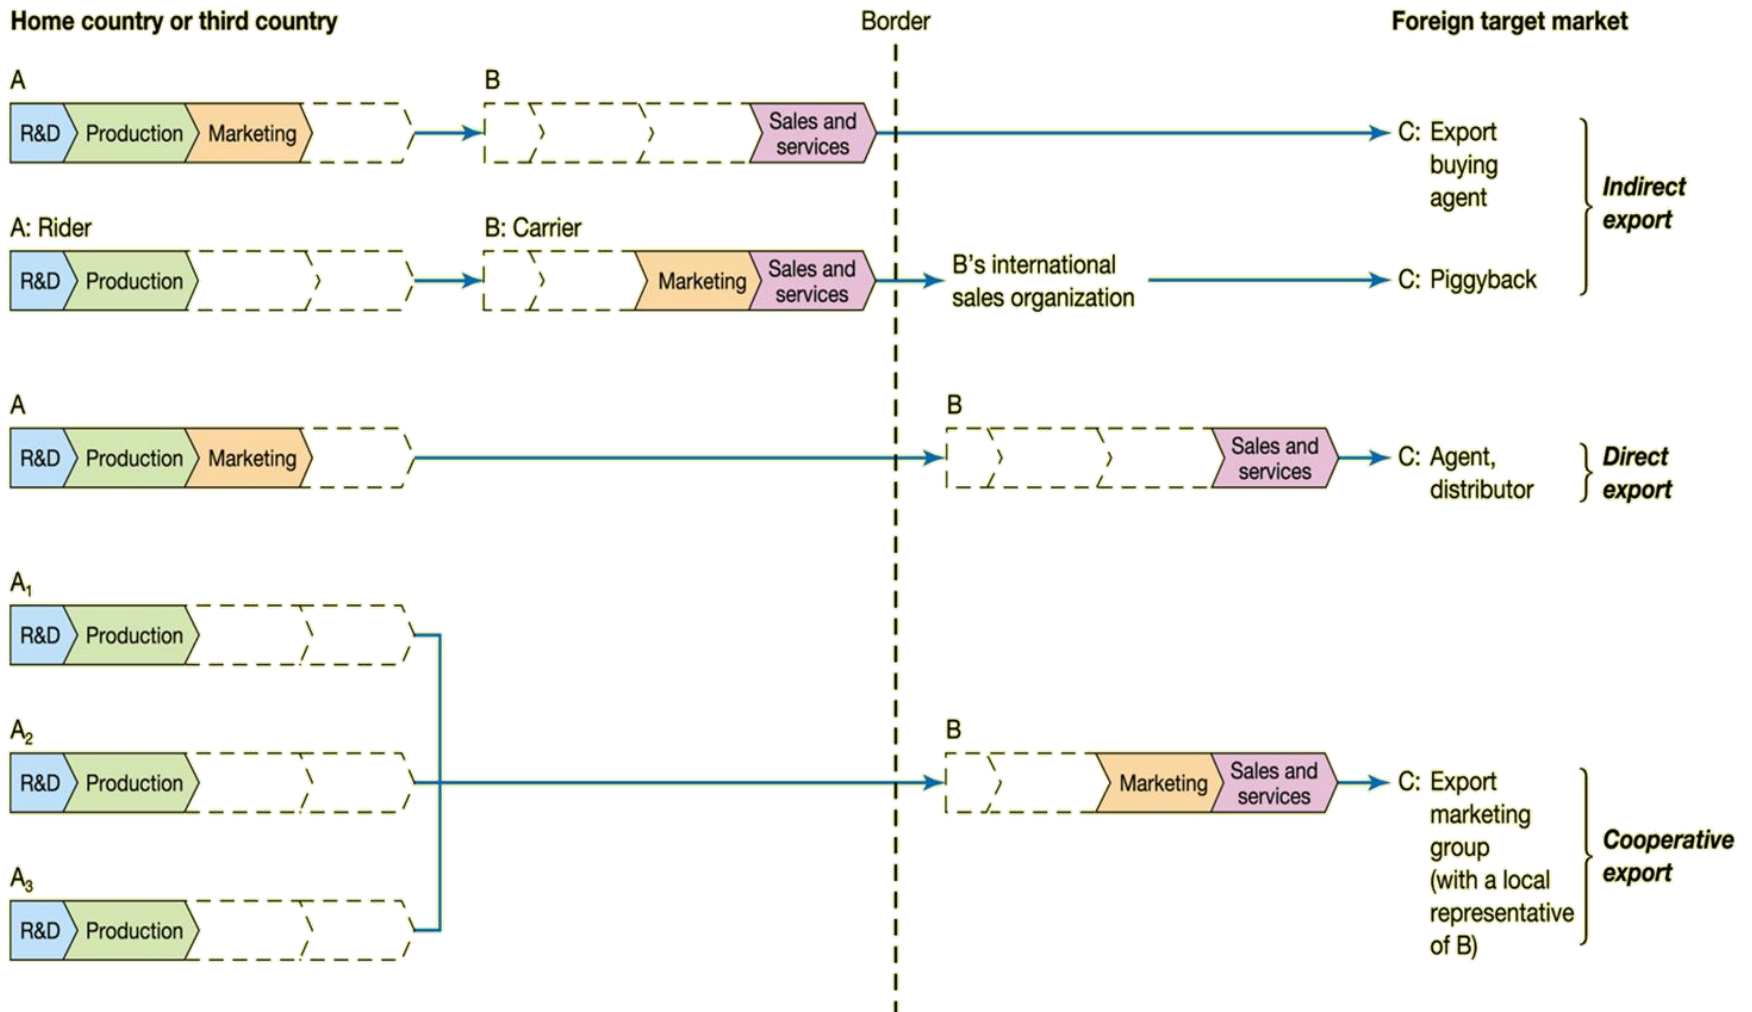 Home country or third country
Border
Foreign target market
A
B
R&D
Production
Marketing
Sales and
services
C: Export
buying
agent
Indirect
export
A: Rider
B: Carrier
R&D
Production
Marketing
Sales and
services
B's international
sales organization
C: Piggyback
A
B
R&D
Production
Marketing
Sales and
services
C: Agent,
distributor
Direct
export
A1
R&D
Production
A2
B
R&D
Production
Marketing
Sales and
services
C: Export
marketing
group
(with a local
representative
of B)
Cooperative
export
A3
R&D
Production